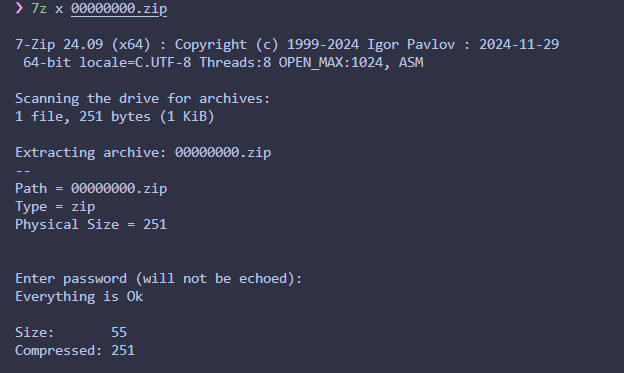 ❯ 7z x 00000000.zip
7-Zip 24.09 (x64) : Copyright (c) 1999-2024 Igor Pavlov : 2024-11-29
 64-bit locale=C.UTF-8 Threads:8 OPEN_MAX:1024, ASM
Scanning the drive for archives:
1 file, 251 bytes (1 KiB)
Extracting archive: 00000000.zip
--
Path = 00000000.zip
Type = zip
Physical Size = 251
Enter password (will not be echoed):
Everything is Ok
Size:       55
Compressed: 251